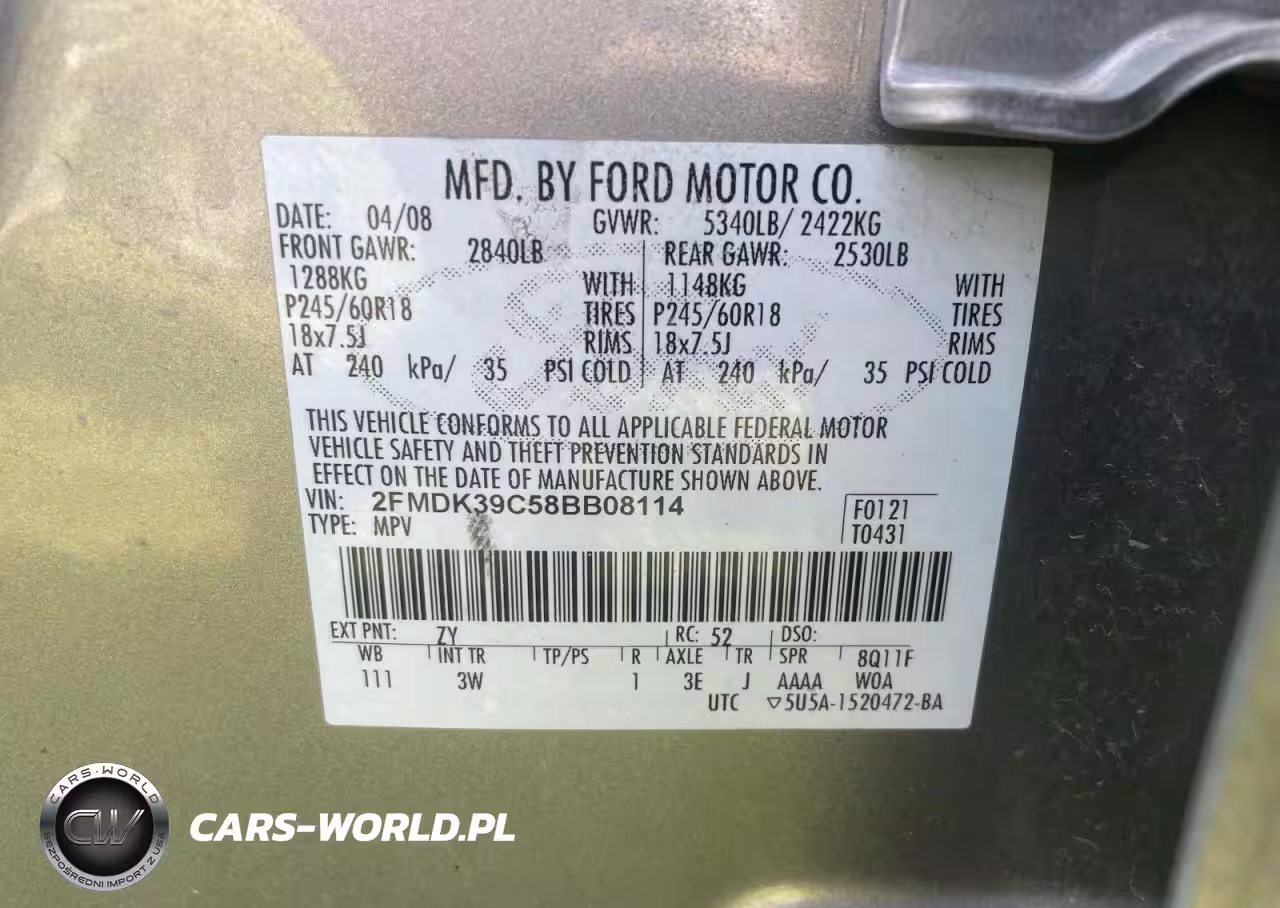 MFD. BY FORD MOTOR CO.
DATE: 04/08 GVWR: 5340LB/ 2422KG
FRONT GAWR: 2840LB REAR GAWR: 2530LB
1288KG WITH 1148KG WITH
P245/60R18 TIRES P245/60R18 TIRES
18x7.5J RIMS 18x7.5J RIMS
AT 240 kPa/ 35 PSI COLD AT 240 kPa/ 35 PSI COLD
THIS VEHICLE CONFORMS TO ALL APPLICABLE FEDERAL MOTOR
VEHICLE SAFETY AND THEFT PREVENTION STANDARDS IN
EFFECT ON THE DATE OF MANUFACTURE SHOWN ABOVE.
VIN: 2FMDK39C58BB08114 F0121
TYPE: MPV T0431
EXT PNT: ZY RC: 52 DSO:
WB INT TR TP/PS R AXLE TR SPR 8Q11F
111 3W 1 3E J AAAA WOA
UTC ▽5U5A-1520472-BA
CARS-WORLD
CW
BEZPOŚREDNI IMPORT Z USA
CARS-WORLD.PL